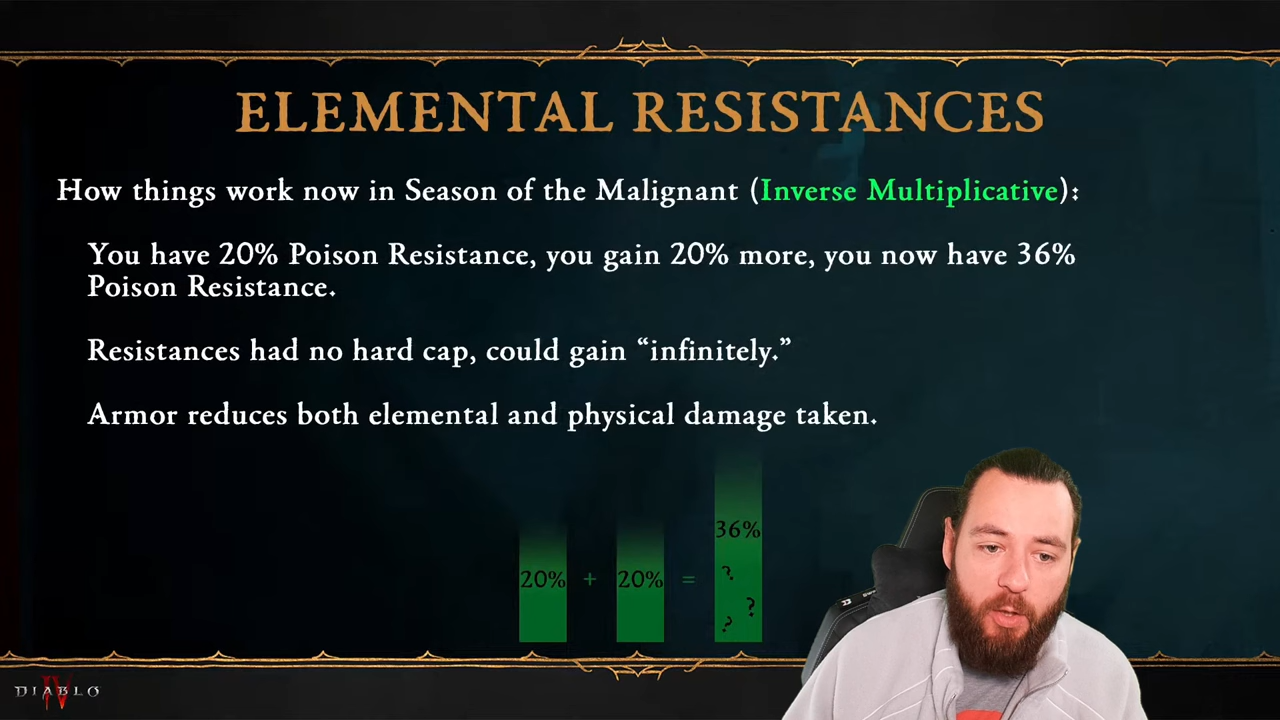 ELEMENTAL RESISTANCES
How things work now in Season of the Malignant (Inverse Multiplicative):
You have 20% Poison Resistance, you gain 20% more, you now have 36%
Poison Resistance.
Resistances had no hard cap, could gain “infinitely.”
Armor reduces both elemental and physical damage taken.
36%
20% + 20% =
?
?
?
DIABLO
IV